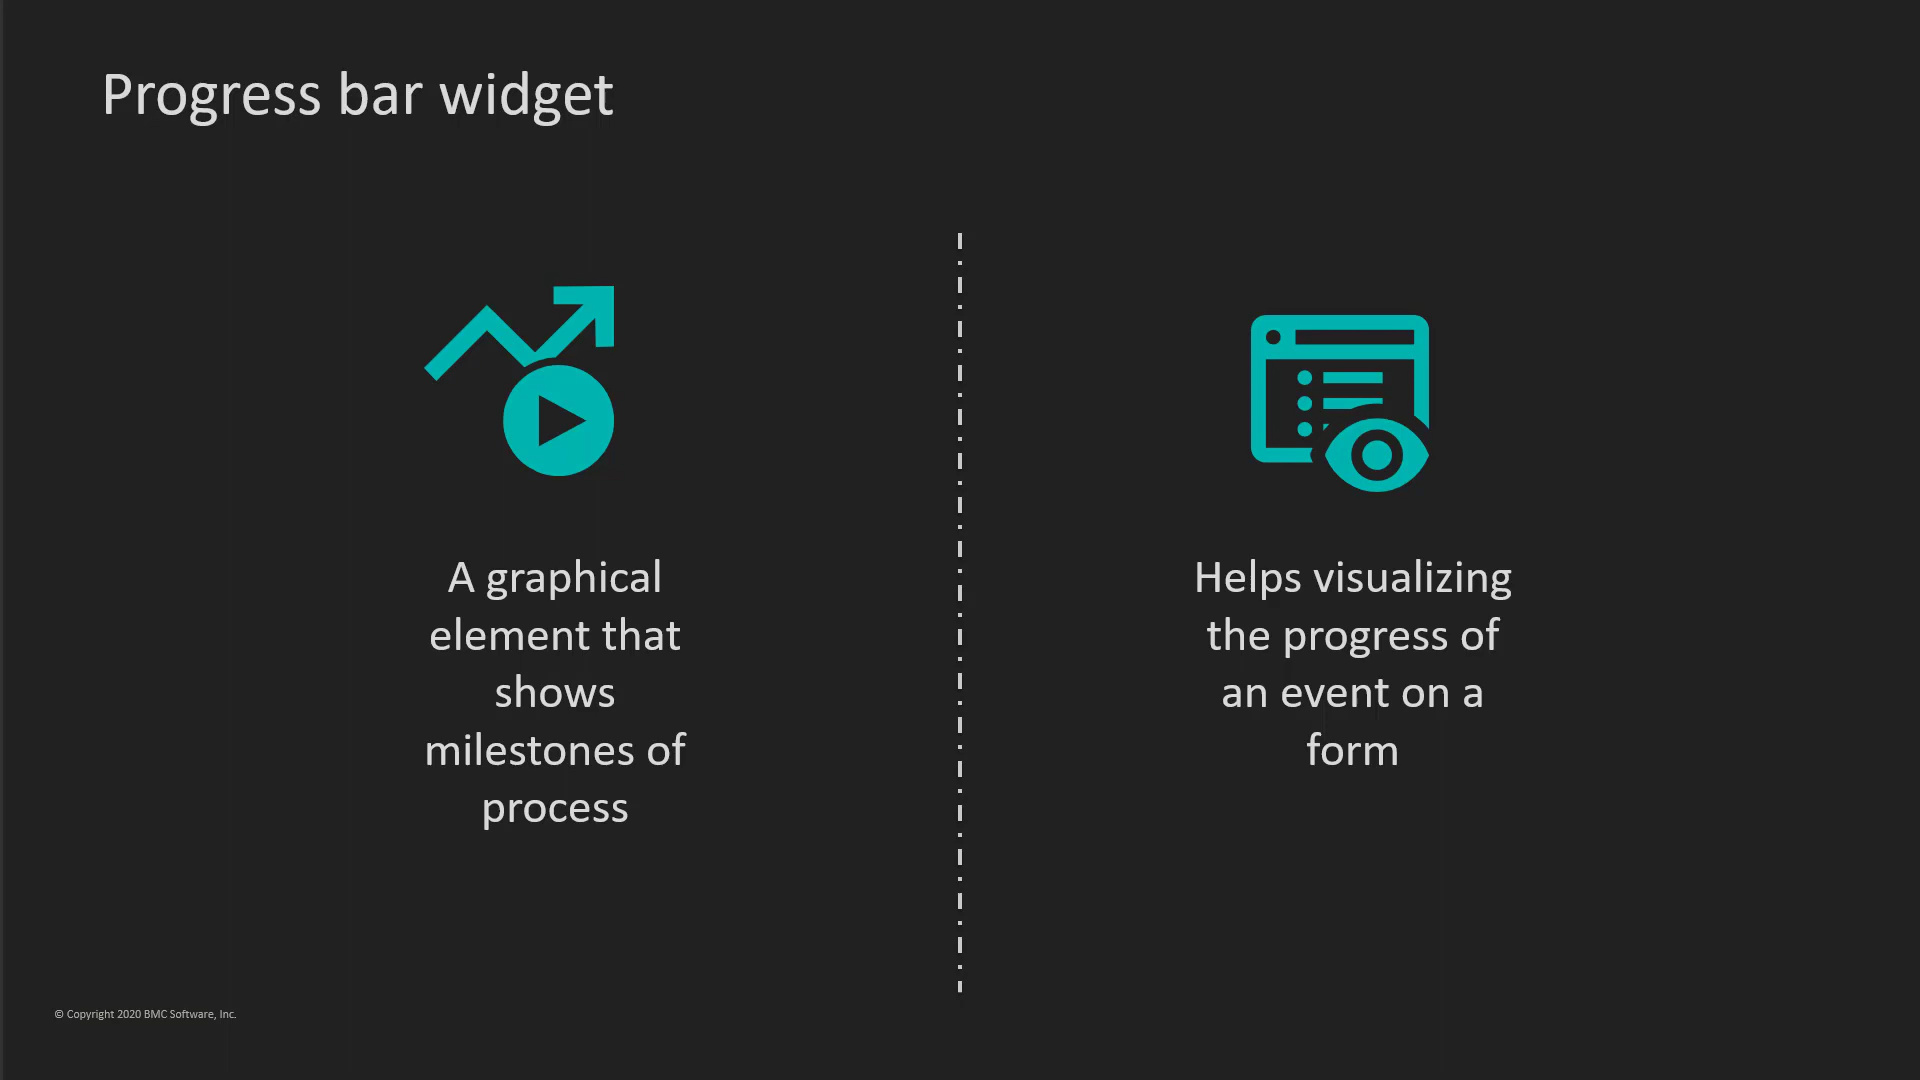 Progress bar widget
A graphical
element that
shows
milestones of
process
Helps visualizing
the progress of
an event on a
form
© Copyright 2020 BMC Software, Inc.